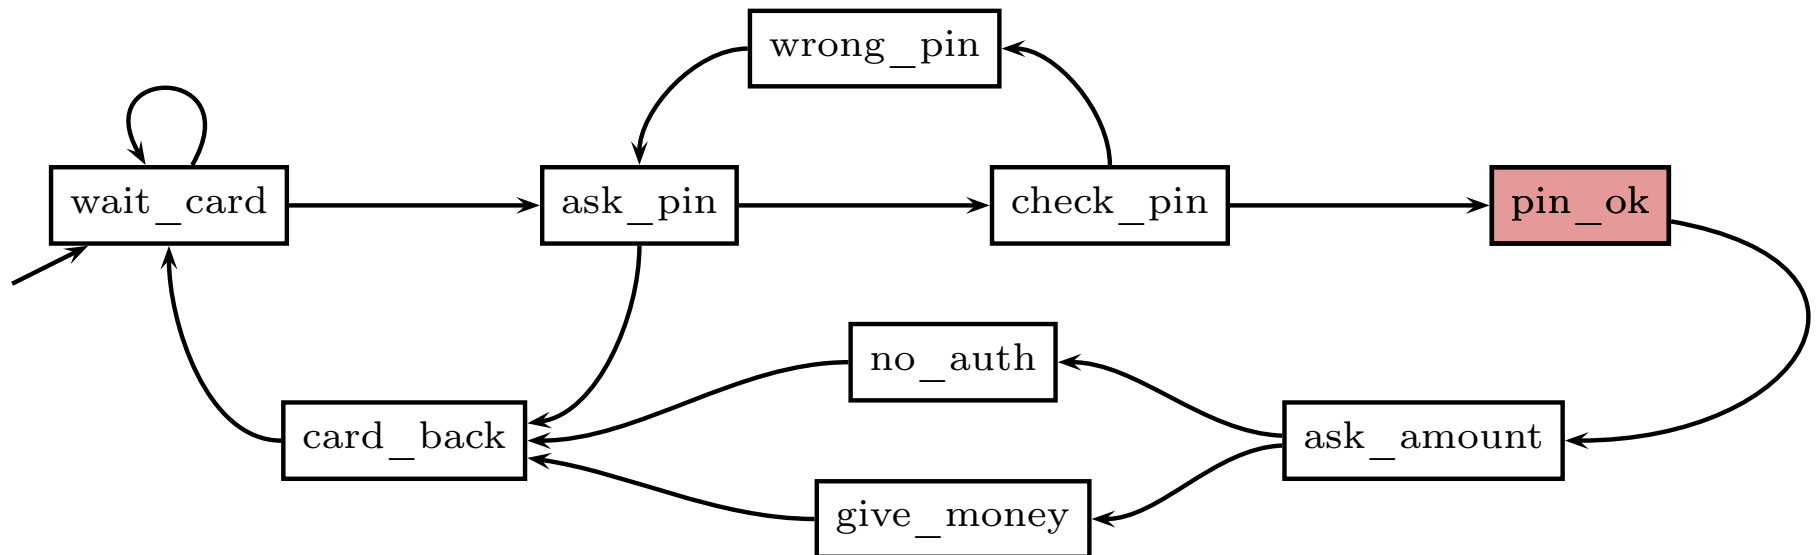 wrong_pin
wait_card
ask_pin
check_pin
pin_ok
no_auth
card_back
ask_amount
give_money